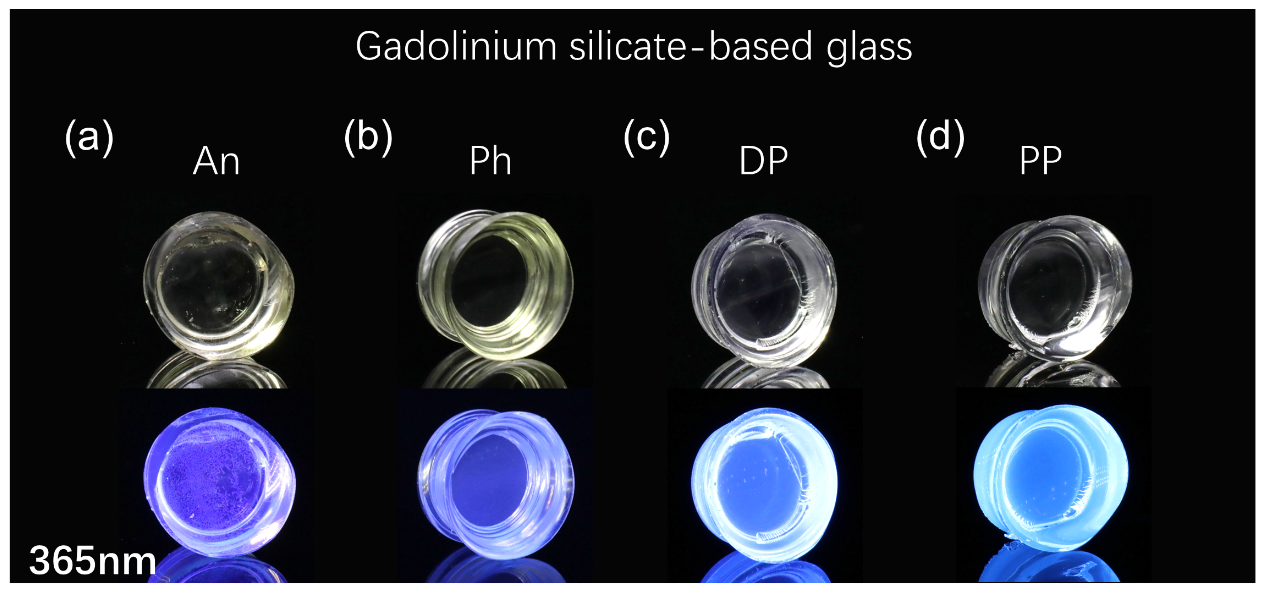 Gadolinium silicate-based glass
(a) An
(b) Ph
(c) DP
(d) PP
365nm